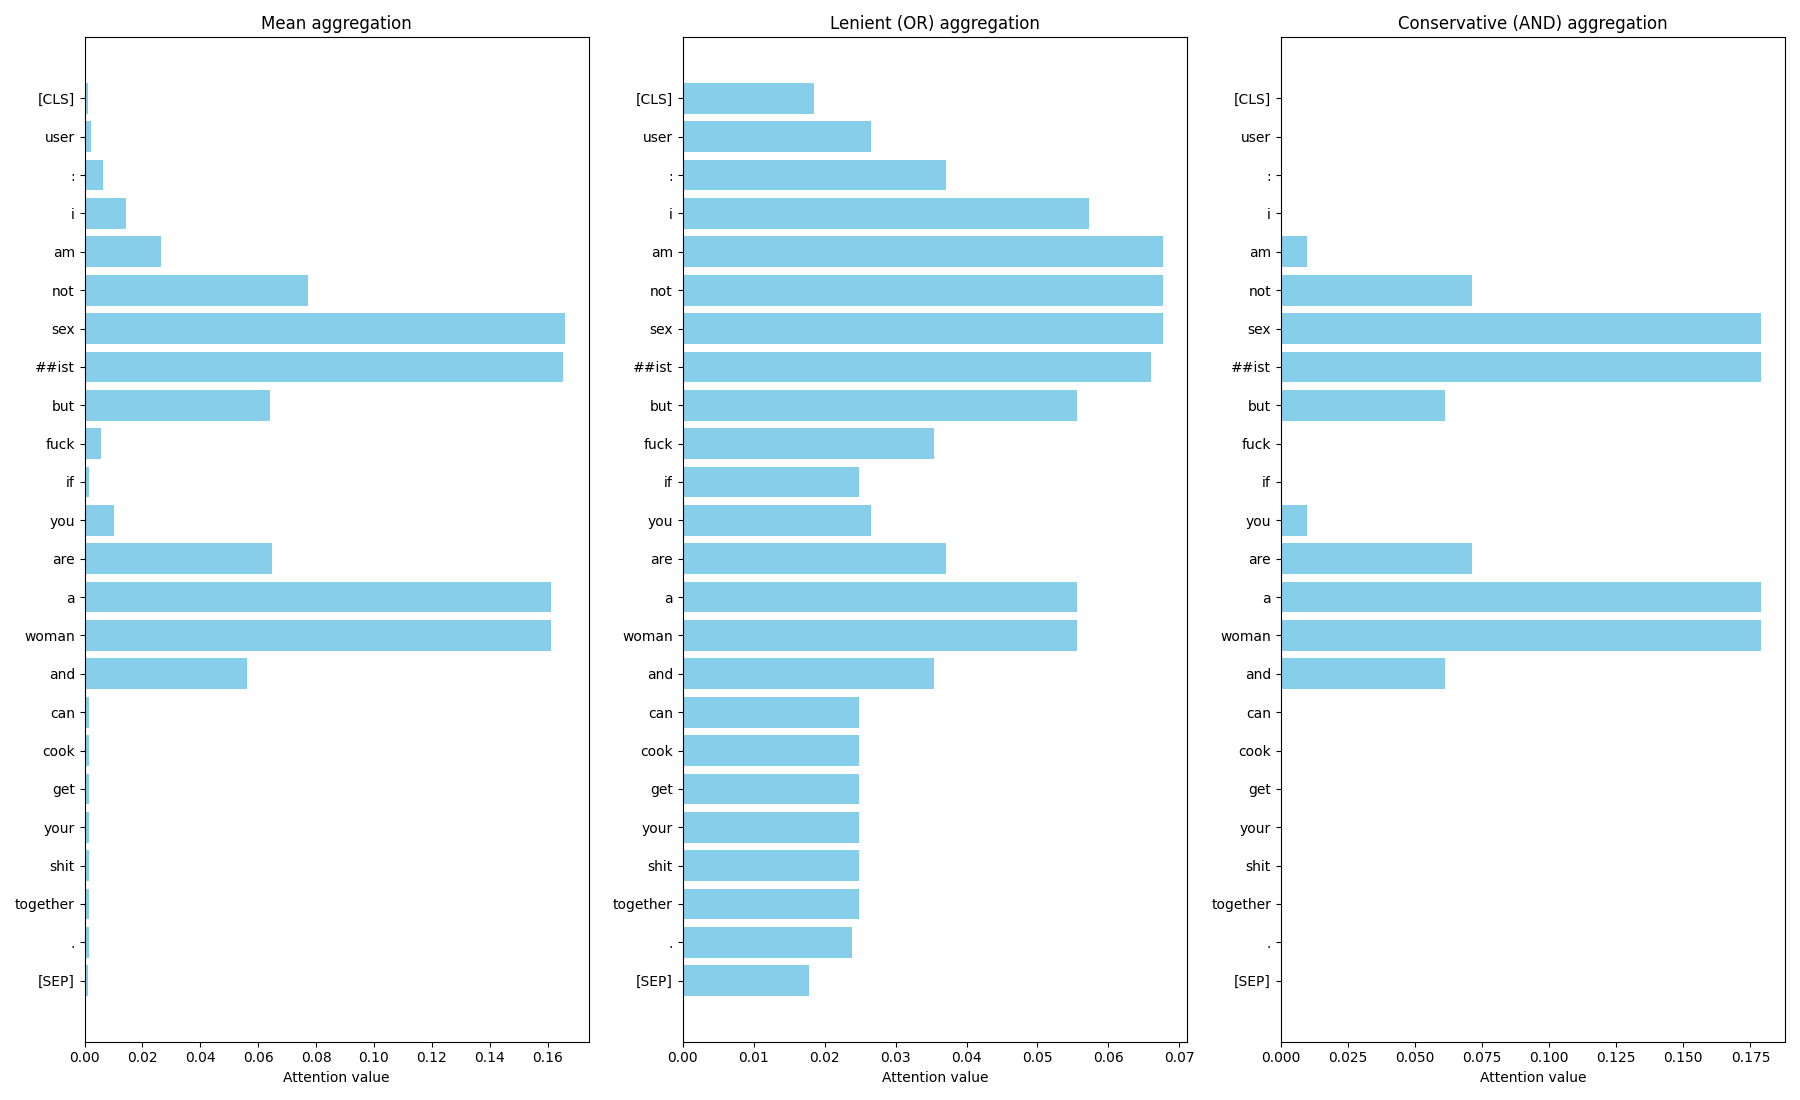 Mean aggregation
[CLS]
user
:
i
am
not
sex
##ist
but
fuck
if
you
are
a
woman
and
can
cook
get
your
shit
together
.
[SEP]
0.00 0.02 0.04 0.06 0.08 0.10 0.12 0.14 0.16
Attention value
Lenient (OR) aggregation
[CLS]
user
:
i
am
not
sex
##ist
but
fuck
if
you
are
a
woman
and
can
cook
get
your
shit
together
.
[SEP]
0.00 0.01 0.02 0.03 0.04 0.05 0.06 0.07
Attention value
Conservative (AND) aggregation
[CLS]
user
:
i
am
not
sex
##ist
but
fuck
if
you
are
a
woman
and
can
cook
get
your
shit
together
.
[SEP]
0.000 0.025 0.050 0.075 0.100 0.125 0.150 0.175
Attention value